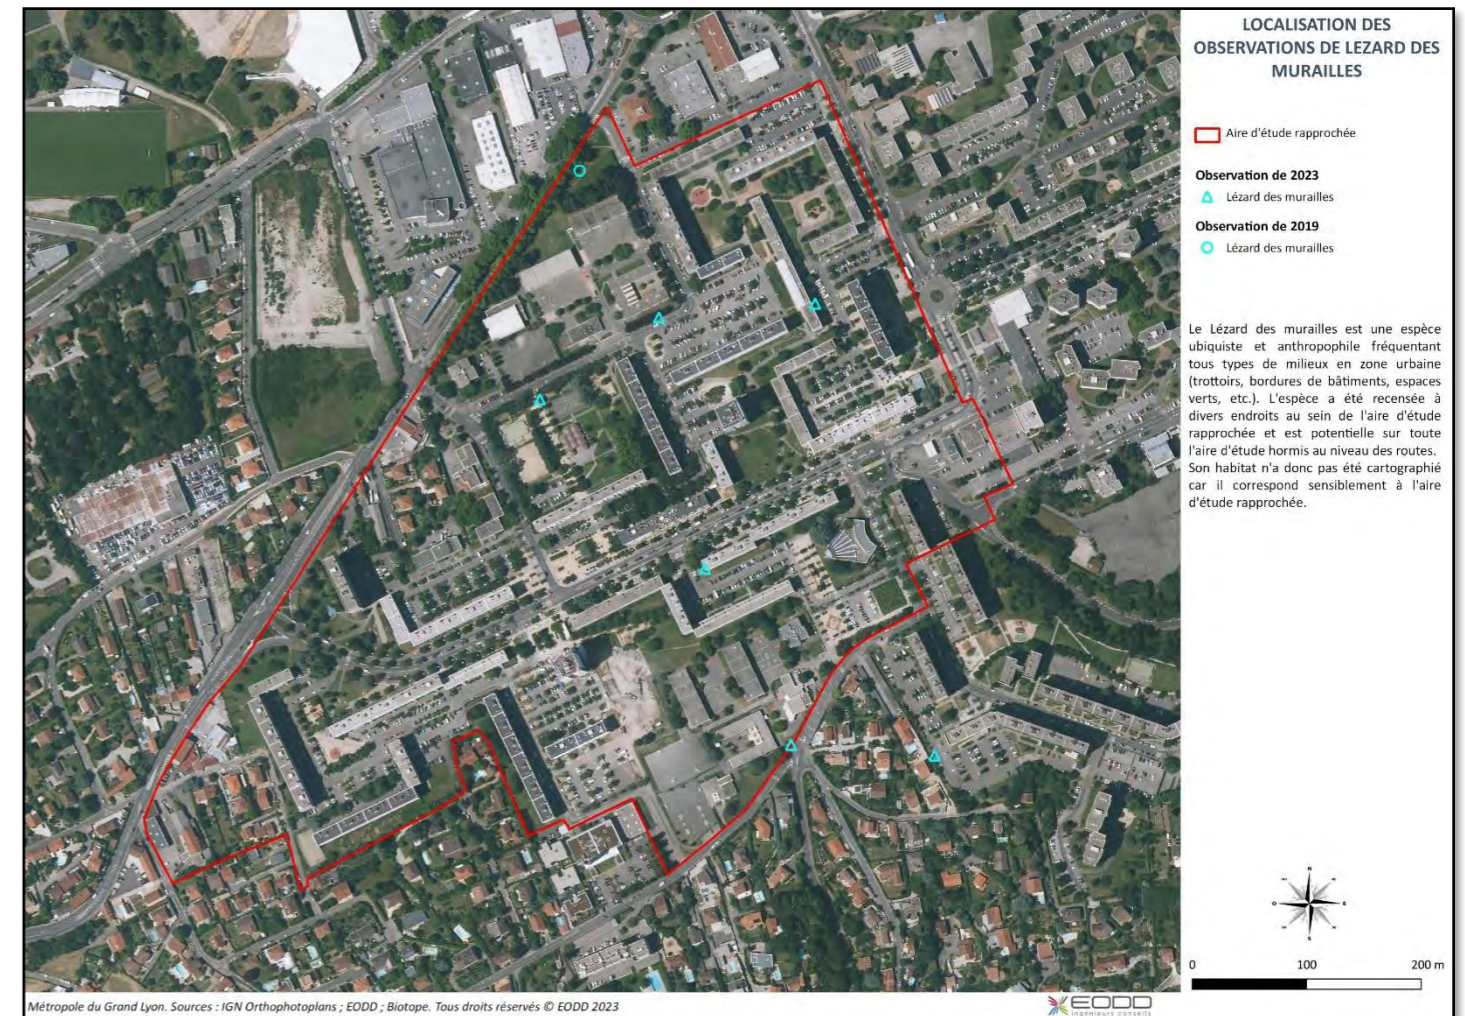 LOCALISATION DES
OBSERVATIONS DE LEZARD DES
MURAILLES
Aire d'étude rapprochée
Observation de 2023
Lézard des murailles
Observation de 2019
Lézard des murailles
Le Lézard des murailles est une espèce
ubiquiste et anthropophile fréquentant
tous types de milieux en zone urbaine
(trottoirs, bordures de bâtiments, espaces
verts, etc.). L'espèce a été recensée à
divers endroits au sein de l'aire d'étude
rapprochée et est potentielle sur toute
l'aire d'étude hormis au niveau des routes.
Son habitat n'a donc pas été cartographié
car il correspond sensiblement à l'aire
d'étude rapprochée.
N
O E
S
0 100 200 m
Métropole du Grand Lyon. Sources : IGN Orthophotoplans ; EODD ; Biotope. Tous droits réservés © EODD 2023
EODD
ingénieurs conseils